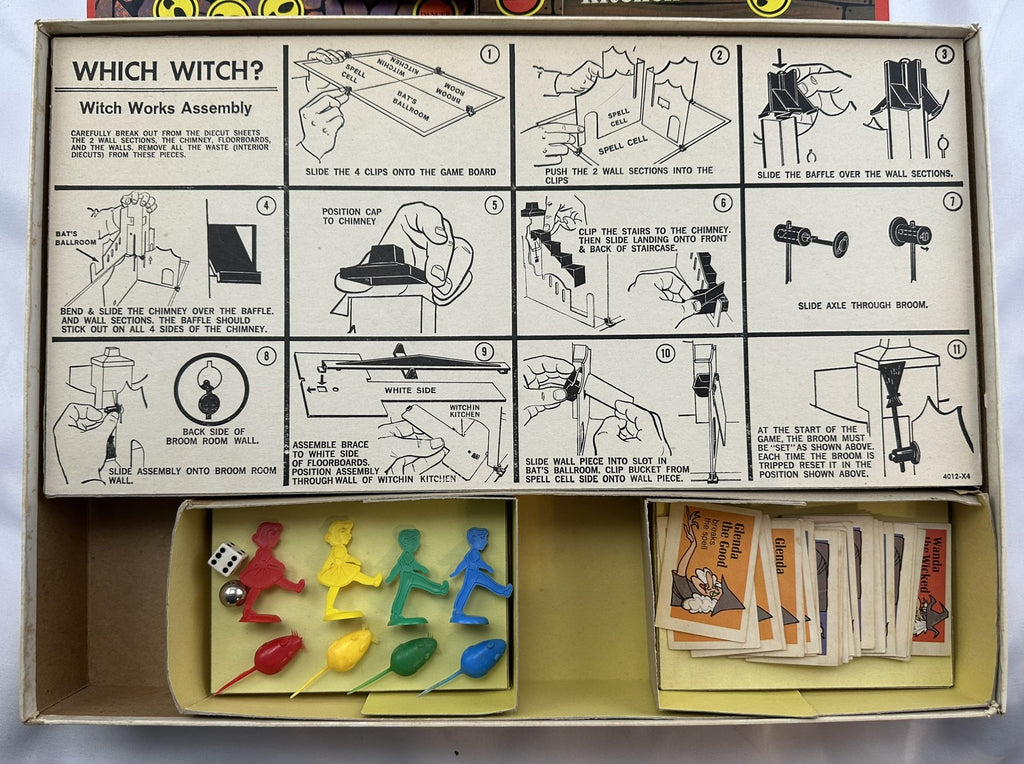 WHICH WITCH?
Witch Works Assembly
CAREFULLY BREAK OUT FROM THE DIECUT SHEETS
THE 2 WALL SECTIONS, THE CHIMNEY, FLOORBOARDS,
AND THE WALLS. REMOVE ALL THE WASTE (INTERIOR
DIECUTS) FROM THESE PIECES.
1
SPELL
CELL
WITCHIN
KITCHEN
BROOM
ROOM
BAT'S
BALLROOM
SLIDE THE 4 CLIPS ONTO THE GAME BOARD
2
SPELL
CELL
SPELL CELL
PUSH THE 2 WALL SECTIONS INTO THE
CLIPS
3
SLIDE THE BAFFLE OVER THE WALL SECTIONS.
4
BAT'S
BALLROOM
BEND & SLIDE THE CHIMNEY OVER THE BAFFLE.
AND WALL SECTIONS. THE BAFFLE SHOULD
STICK OUT ON ALL 4 SIDES OF THE CHIMNEY.
5
POSITION CAP
TO CHIMNEY
6
CLIP THE STAIRS TO THE CHIMNEY.
THEN SLIDE LANDING ONTO FRONT
& BACK OF STAIRCASE.
7
SLIDE AXLE THROUGH BROOM.
8
BACK SIDE OF
BROOM ROOM WALL.
SLIDE ASSEMBLY ONTO BROOM ROOM
WALL.
9
WHITE SIDE
WITCHIN
KITCHEN
ASSEMBLE BRACE
TO WHITE SIDE
OF FLOORBOARDS.
POSITION ASSEMBLY
THROUGH WALL OF WITCHIN KITCHEN
10
SLIDE WALL PIECE INTO SLOT IN
BAT'S BALLROOM. CLIP BUCKET FROM
SPELL CELL SIDE ONTO WALL PIECE.
11
AT THE START OF THE
GAME, THE BROOM MUST
BE "SET" AS SHOWN ABOVE.
EACH TIME THE BROOM IS
TRIPPED RESET IT IN THE
POSITION SHOWN ABOVE.
4012-X4
Glenda
the Good
breaks
the spell
Glenda
Wanda
the Wicked